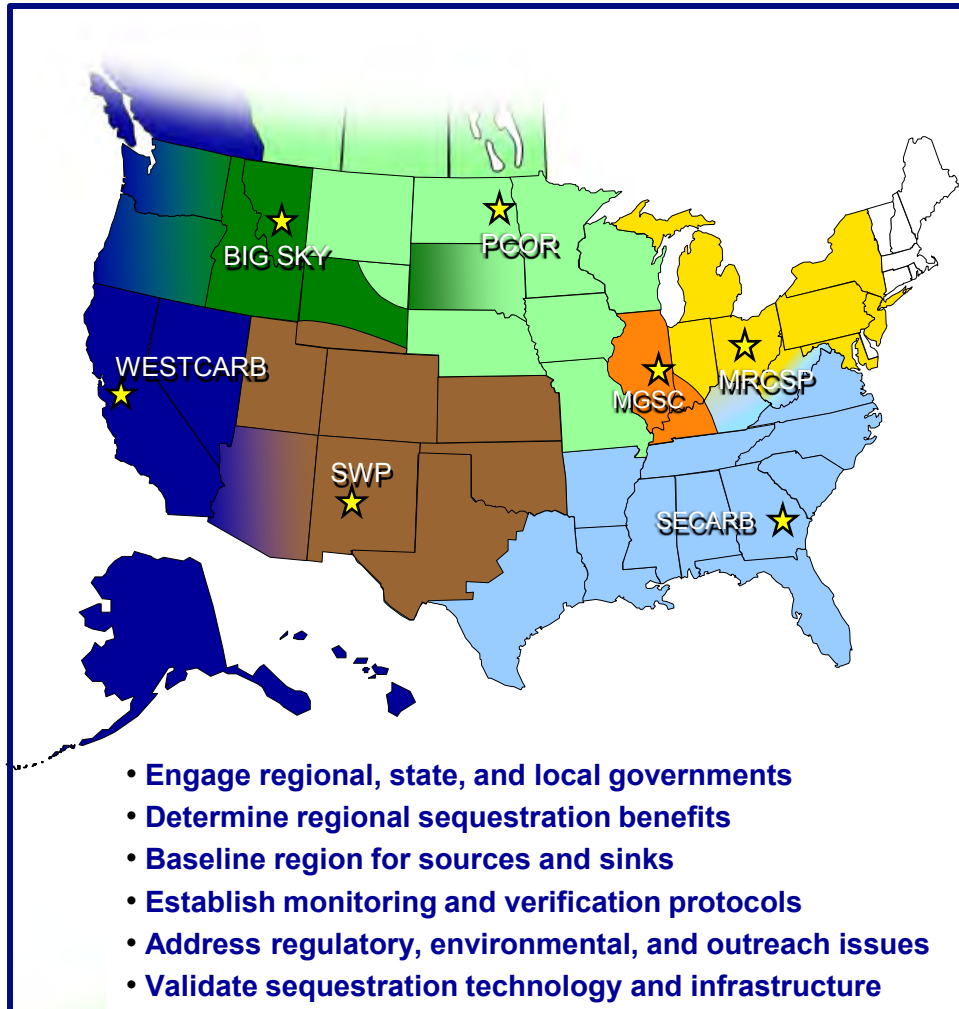 BIG SKY
PCOR
WESTCARB
MGSC
MRCSP
SWP
SECARB
• Engage regional, state, and local governments
• Determine regional sequestration benefits
• Baseline region for sources and sinks
• Establish monitoring and verification protocols
• Address regulatory, environmental, and outreach issues
• Validate sequestration technology and infrastructure